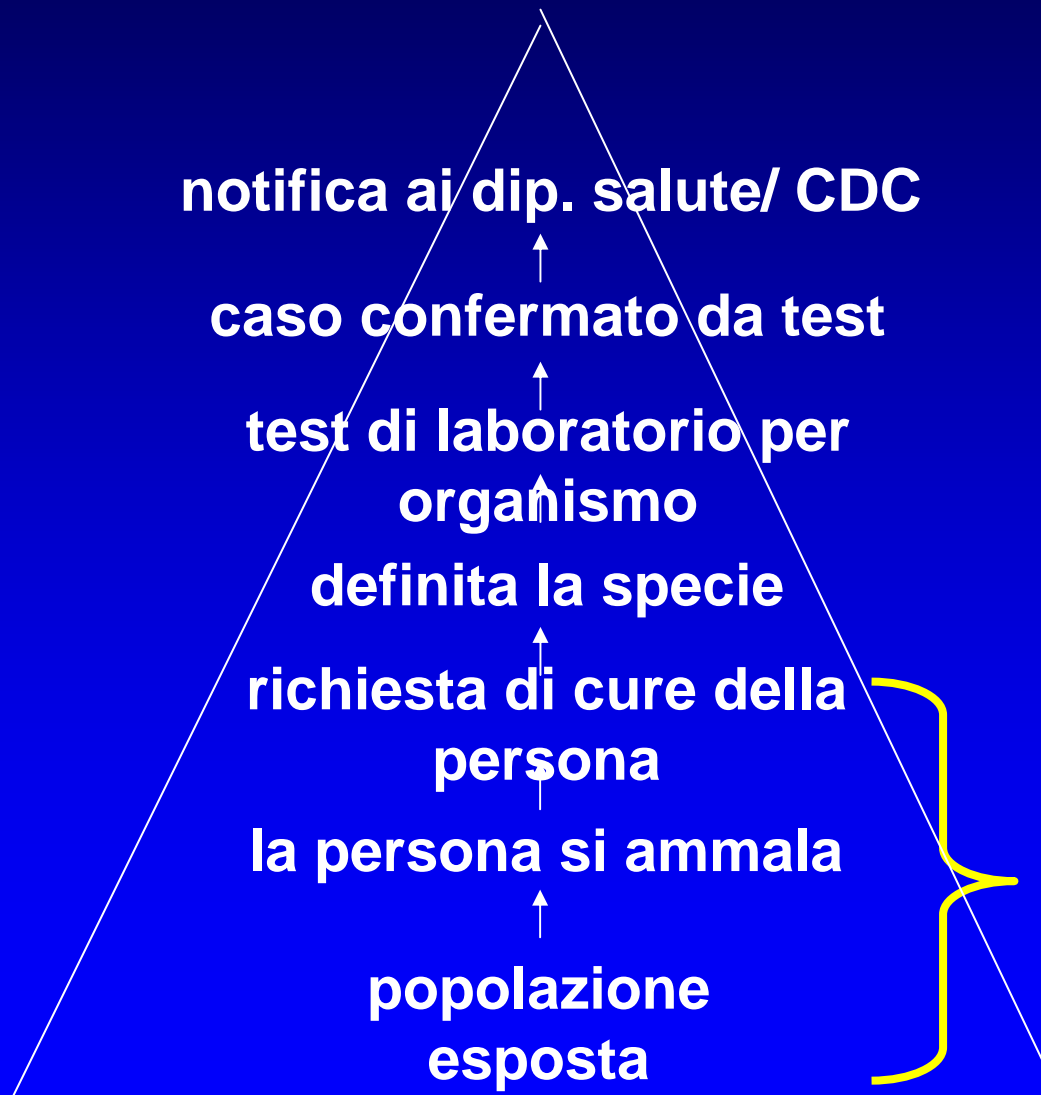 notifica ai dip. salute/ CDC
caso confermato da test
test di laboratorio per
organismo
definita la specie
richiesta di cure della
persona
la persona si ammala
popolazione
esposta